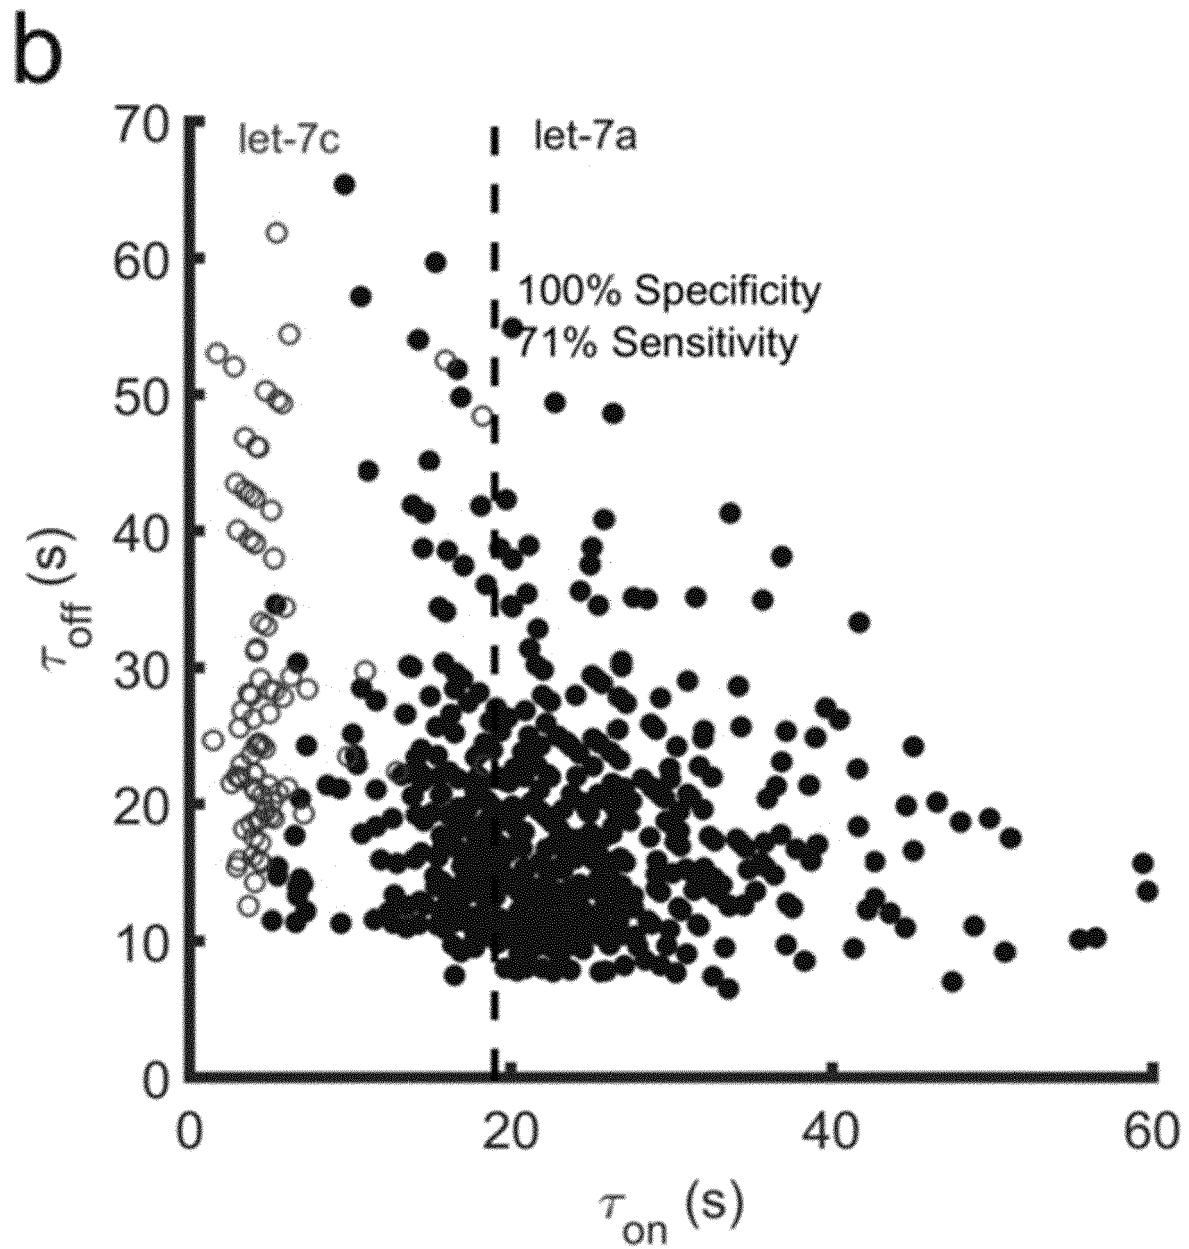 b
70
let-7c
let-7a
60
100% Specificity
71% Sensitivity
50
40
30
20
10
0
τoff (s)
0 20 40 60
τon (s)